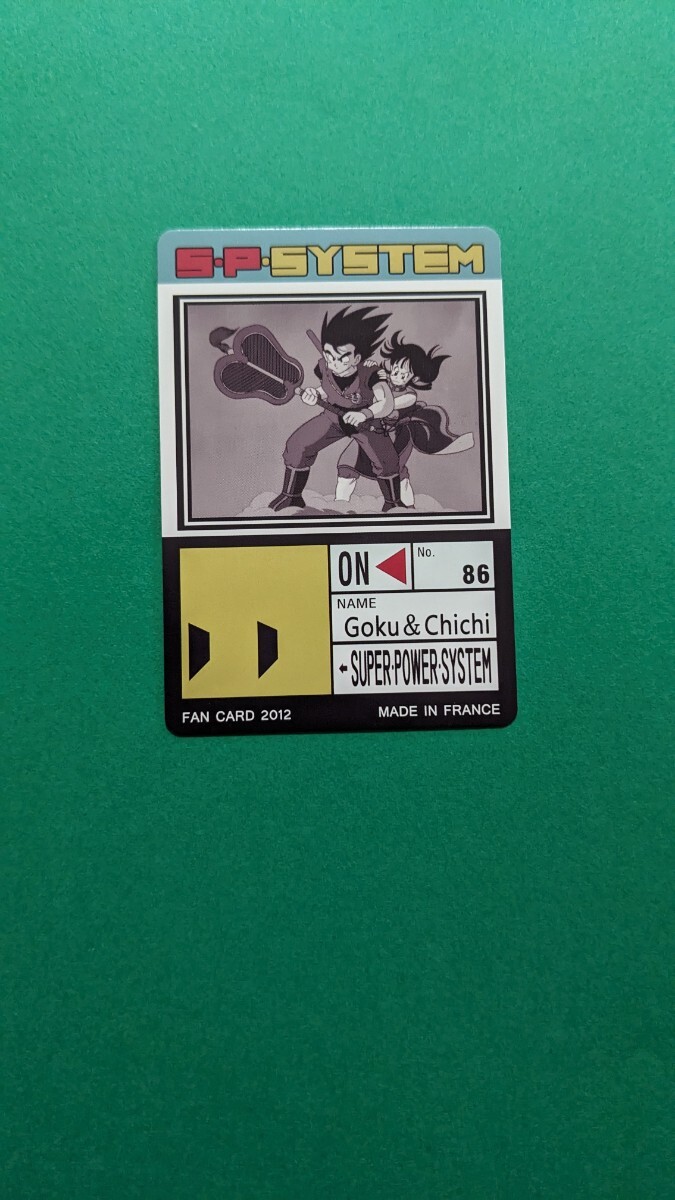 S·P·SYSTEM
ON
No.
86
NAME
Goku & Chichi
SUPER·POWER·SYSTEM
FAN CARD 2012
MADE IN FRANCE